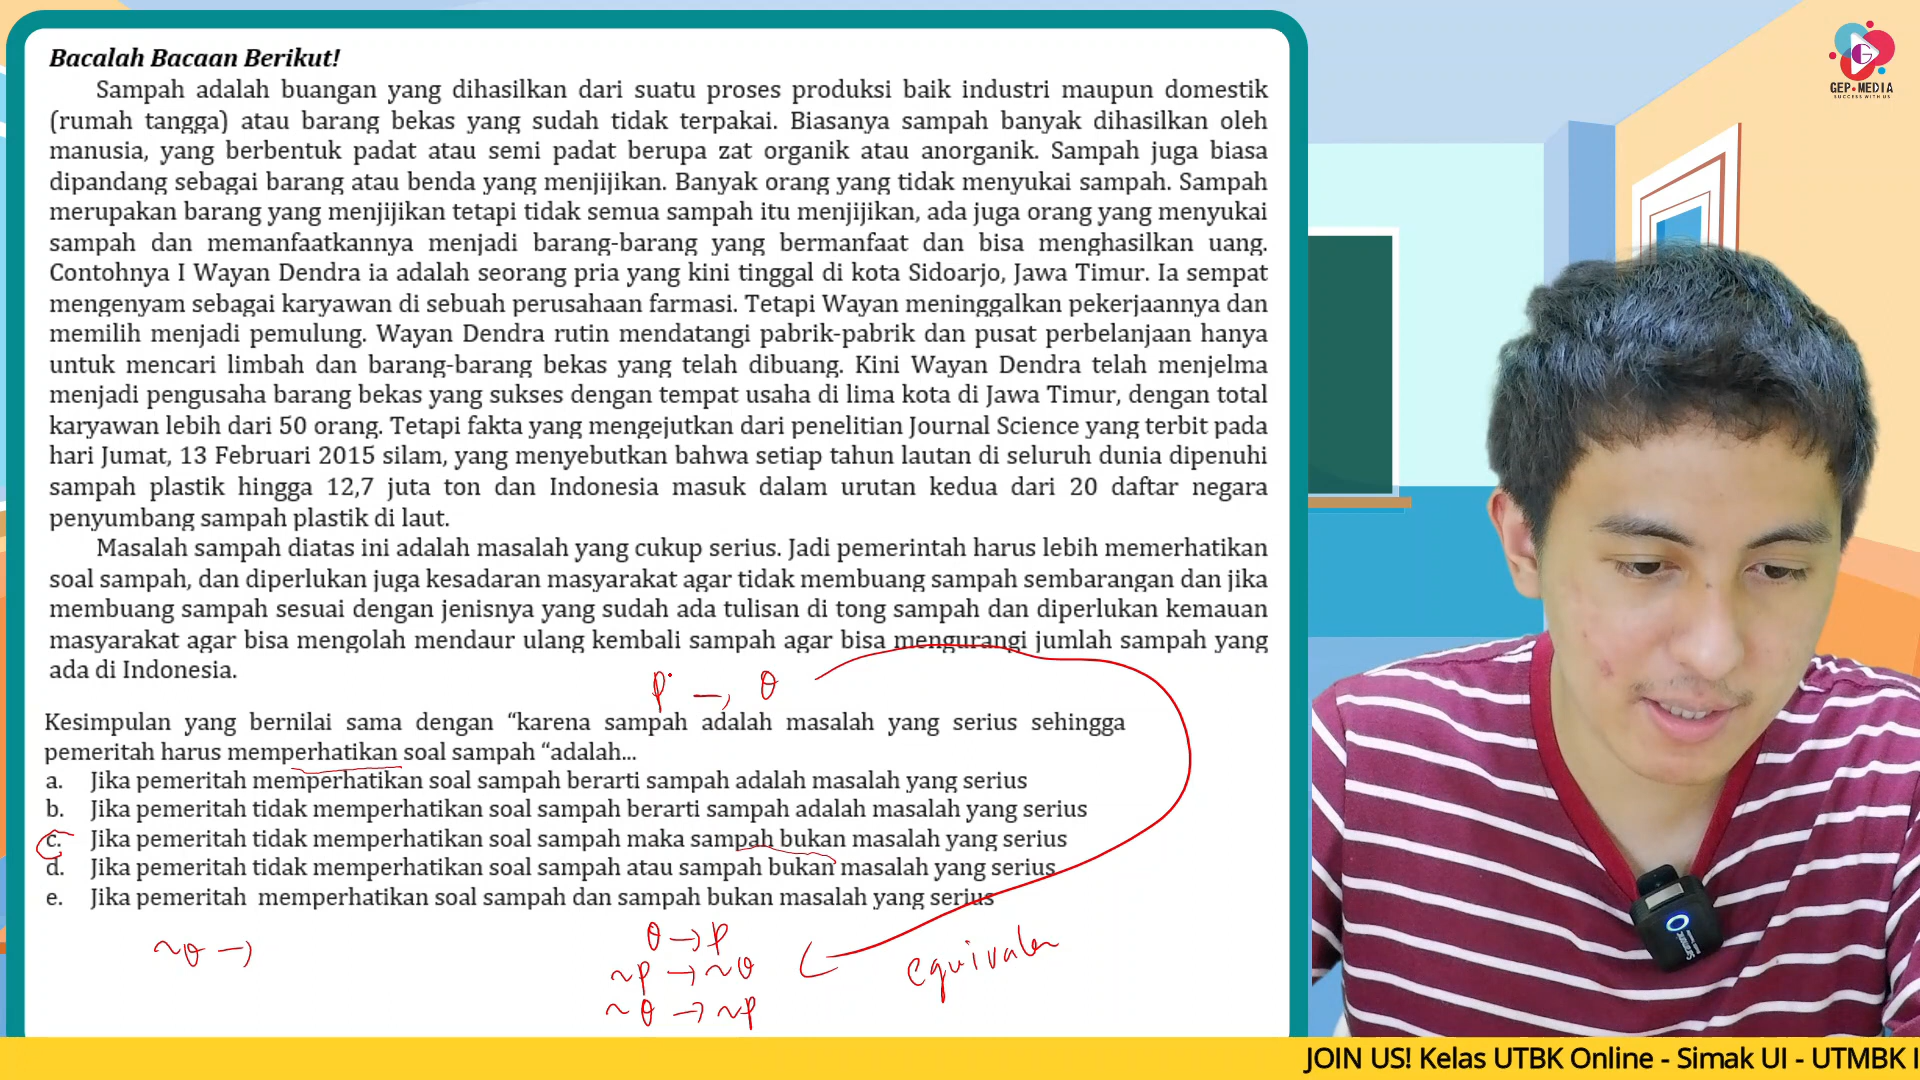 Bacalah Bacaan Berikut!
Sampah adalah buangan yang dihasilkan dari suatu proses produksi baik industri maupun domestik
(rumah tangga) atau barang bekas yang sudah tidak terpakai. Biasanya sampah banyak dihasilkan oleh
manusia, yang berbentuk padat atau semi padat berupa zat organik atau anorganik. Sampah juga biasa
dipandang sebagai barang atau benda yang menjijikan. Banyak orang yang tidak menyukai sampah. Sampah
merupakan barang yang menjijikan tetapi tidak semua sampah itu menjijikan, ada juga orang yang menyukai
sampah dan memanfaatkannya menjadi barang-barang yang bermanfaat dan bisa menghasilkan uang.
Contohnya I Wayan Dendra ia adalah seorang pria yang kini tinggal di kota Sidoarjo, Jawa Timur. Ia sempat
mengenyam sebagai karyawan di sebuah perusahaan farmasi. Tetapi Wayan meninggalkan pekerjaannya dan
memilih menjadi pemulung. Wayan Dendra rutin mendatangi pabrik-pabrik dan pusat perbelanjaan hanya
untuk mencari limbah dan barang-barang bekas yang telah dibuang. Kini Wayan Dendra telah menjelma
menjadi pengusaha barang bekas yang sukses dengan tempat usaha di lima kota di Jawa Timur, dengan total
karyawan lebih dari 50 orang. Tetapi fakta yang mengejutkan dari penelitian Journal Science yang terbit pada
hari Jumat, 13 Februari 2015 silam, yang menyebutkan bahwa setiap tahun lautan di seluruh dunia dipenuhi
sampah plastik hingga 12,7 juta ton dan Indonesia masuk dalam urutan kedua dari 20 daftar negara
penyumbang sampah plastik di laut.
Masalah sampah diatas ini adalah masalah yang cukup serius. Jadi pemerintah harus lebih memerhatikan
soal sampah, dan diperlukan juga kesadaran masyarakat agar tidak membuang sampah sembarangan dan jika
membuang sampah sesuai dengan jenisnya yang sudah ada tulisan di tong sampah dan diperlukan kemauan
masyarakat agar bisa mengolah mendaur ulang kembali sampah agar bisa mengurangi jumlah sampah yang
ada di Indonesia.
p → θ
Kesimpulan yang bernilai sama dengan “karena sampah adalah masalah yang serius sehingga
pemeritah harus memperhatikan soal sampah “adalah...
a. Jika pemeritah memperhatikan soal sampah berarti sampah adalah masalah yang serius
b. Jika pemeritah tidak memperhatikan soal sampah berarti sampah adalah masalah yang serius
c. Jika pemeritah tidak memperhatikan soal sampah maka sampah bukan masalah yang serius
d. Jika pemeritah tidak memperhatikan soal sampah atau sampah bukan masalah yang serius
e. Jika pemeritah memperhatikan soal sampah dan sampah bukan masalah yang serius
~θ →
θ → p
~p → ~θ
~θ → ~p
GEP MEDIA
SUCCESS WITH US
JOIN US! Kelas UTBK Online - Simak UI - UTMBK I